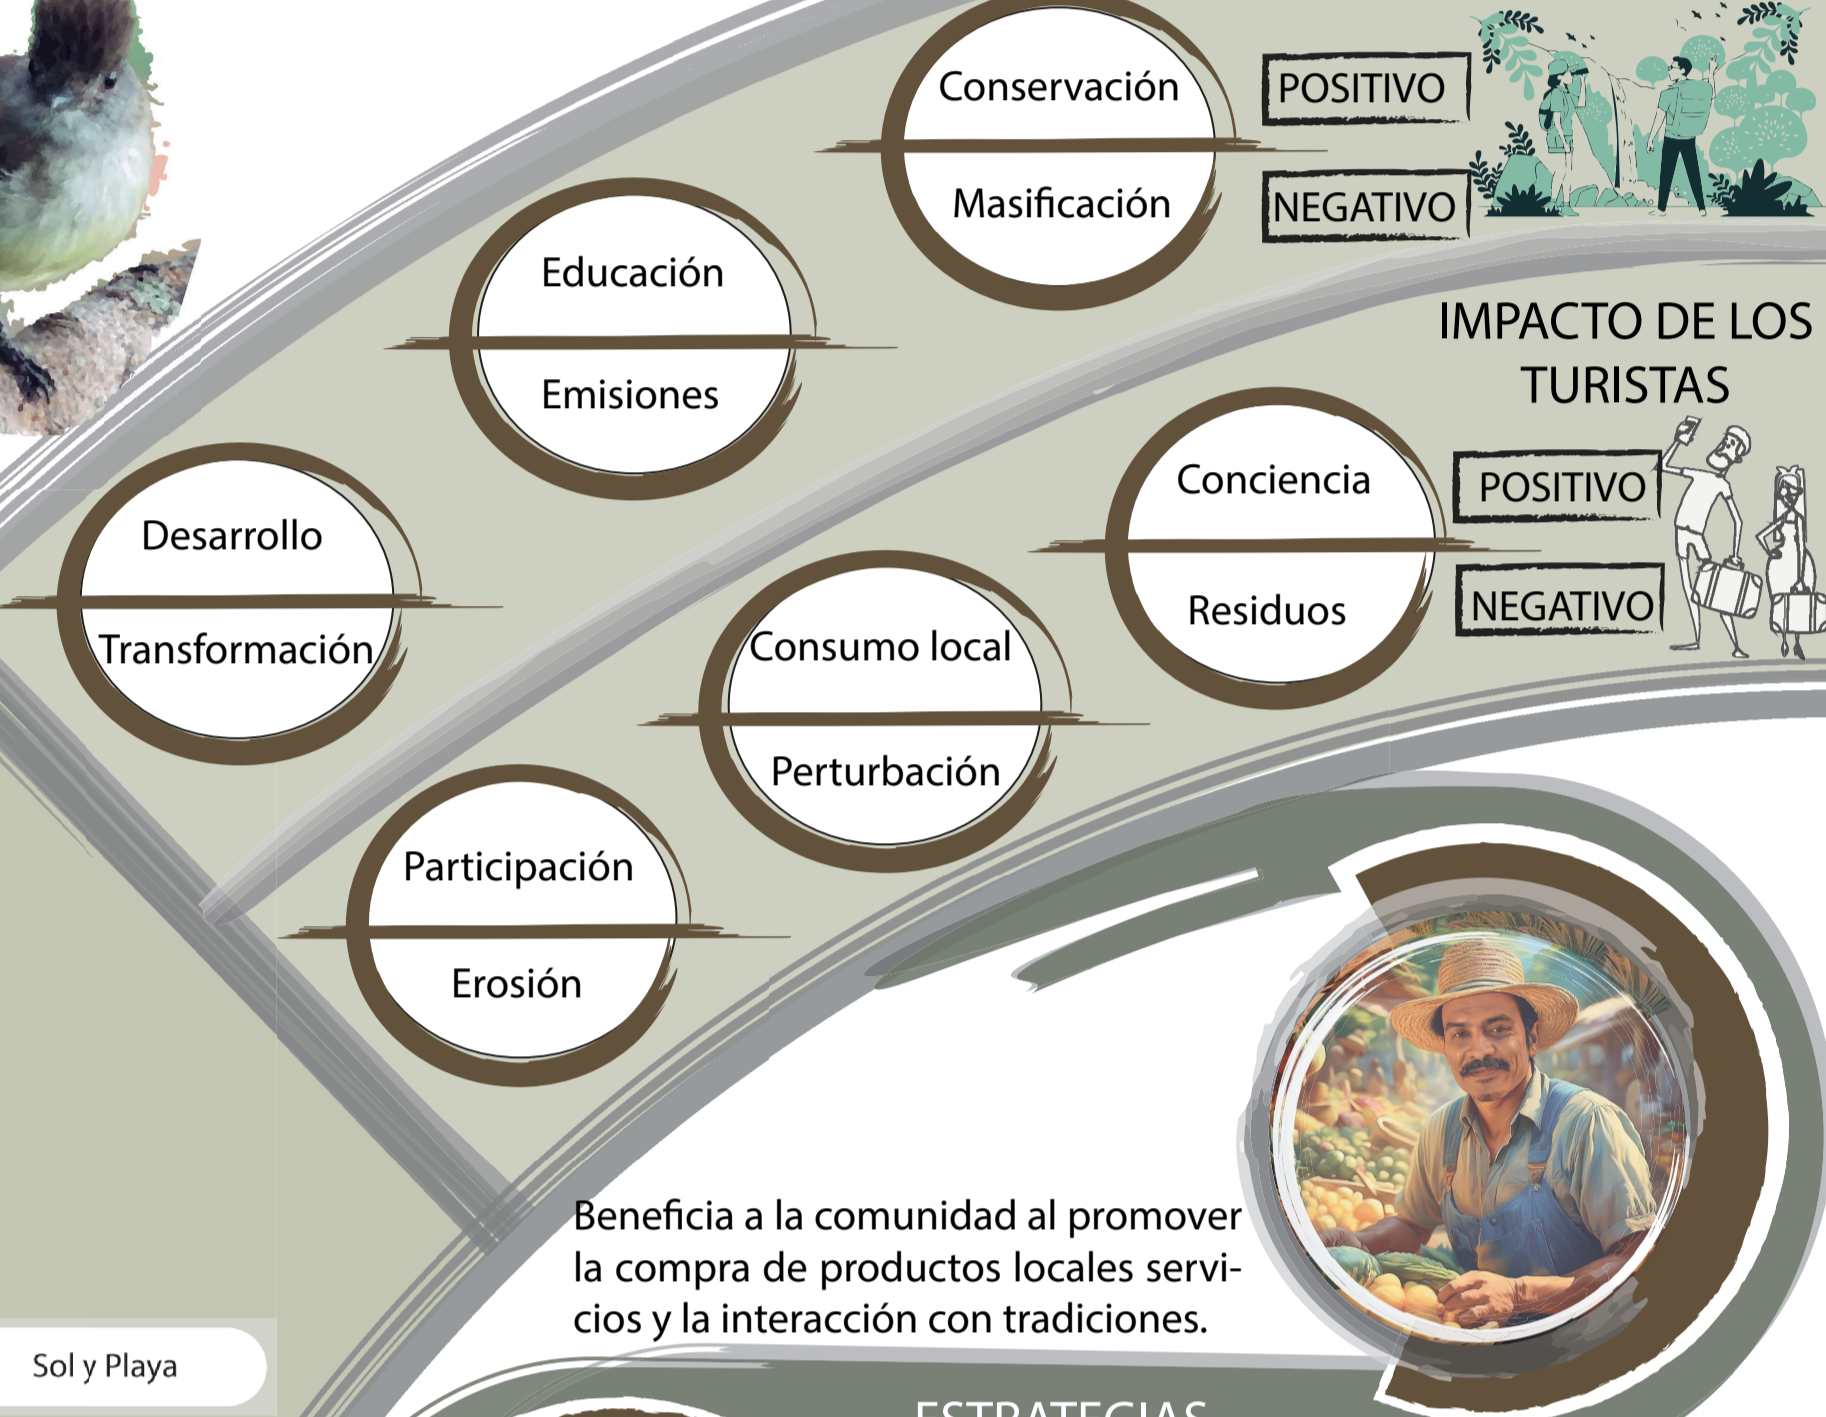 Conservación
Masificación
POSITIVO
NEGATIVO
Educación
Emisiones
Desarrollo
Transformación
IMPACTO DE LOS
TURISTAS
POSITIVO
NEGATIVO
Conciencia
Residuos
Consumo local
Perturbación
Participación
Erosión
Beneficia a la comunidad al promover
la compra de productos locales servi-
cios y la interacción con tradiciones.
Sol y Playa
ESTRATEGIAS